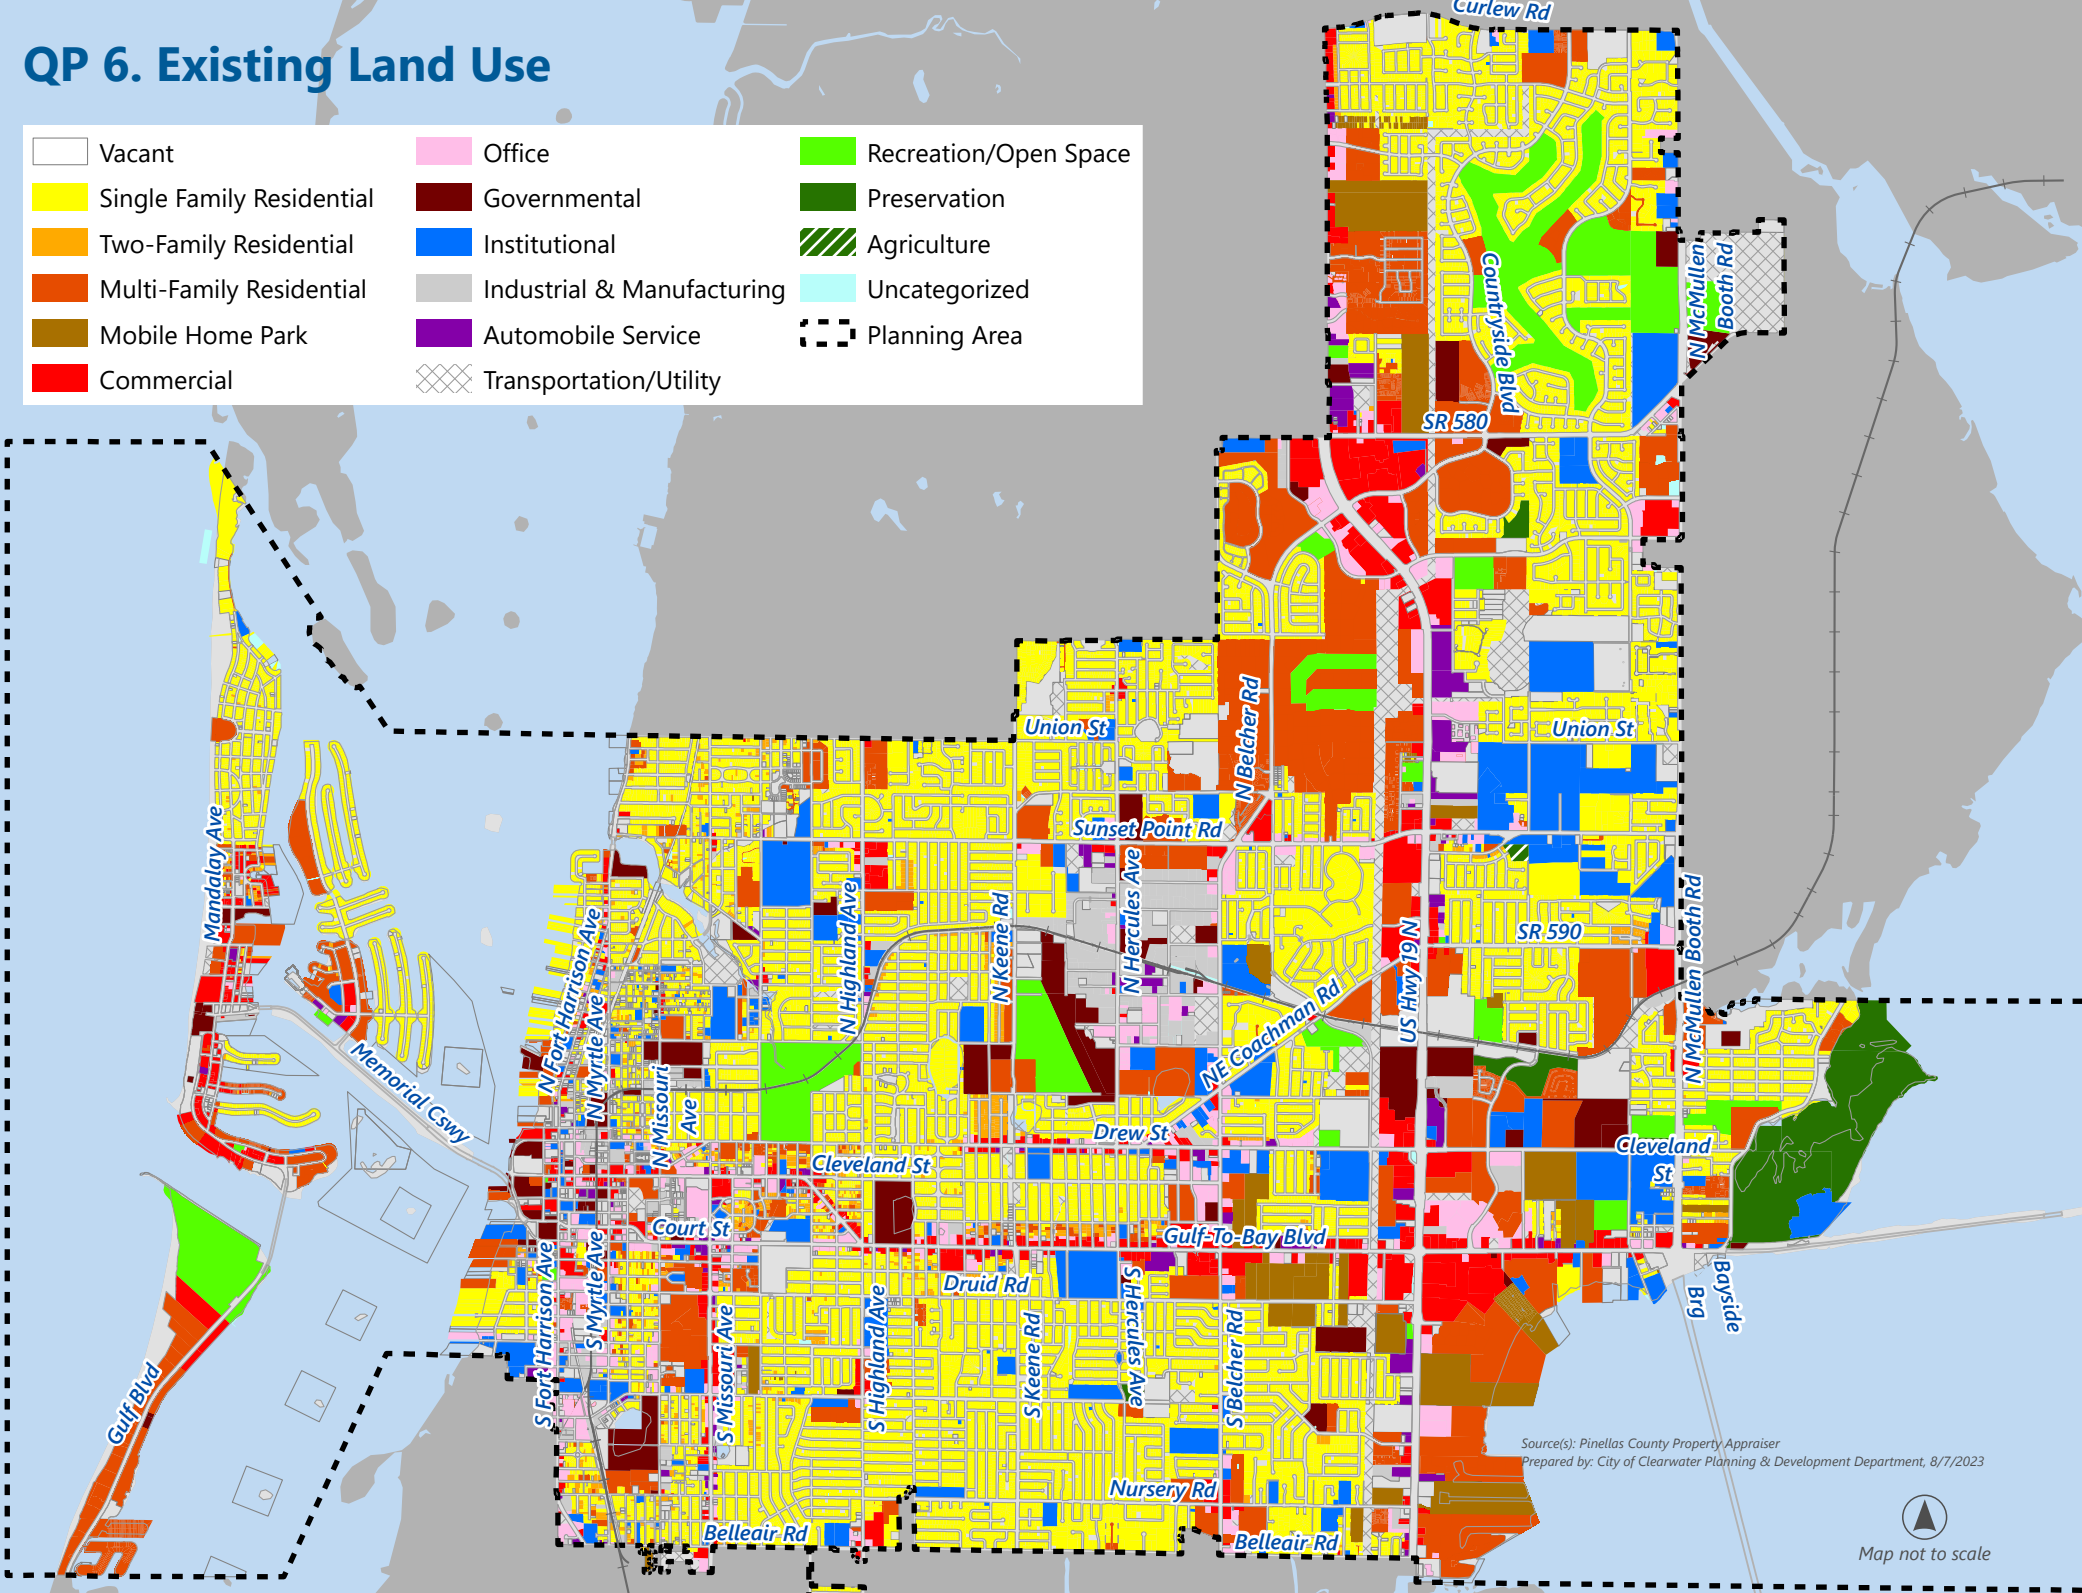 Curlew Rd
QP 6. Existing Land Use
Vacant
Single Family Residential
Two-Family Residential
Multi-Family Residential
Mobile Home Park
Commercial
Office
Governmental
Institutional
Industrial & Manufacturing
Automobile Service
Transportation/Utility
Recreation/Open Space
Preservation
Agriculture
Uncategorized
Planning Area
N McMullen
Booth Rd
Countryside Blvd
SR 580
Union St
N Belcher Rd
Union St
Sunset Point Rd
Mandalay Ave
N Highland Ave
N Keene Rd
N Hercules Ave
US Hwy 19 N
SR 590
N McMullen Booth Rd
N Fort Harrison Ave
N Myrtle Ave
N Missouri
Ave
NE Coachman Rd
Memorial Cswy
Drew St
Cleveland St
Cleveland
St
Court St
Gulf-To-Bay Blvd
Druid Rd
S Fort Harrison Ave
S Myrtle Ave
S Missouri Ave
S Highland Ave
S Keene Rd
S Hercules Ave
S Belcher Rd
Bayside
Brg
Gulf Blvd
Nursery Rd
Belleair Rd
Belleair Rd
Source(s): Pinellas County Property Appraiser
Prepared by: City of Clearwater Planning & Development Department, 8/7/2023
Map not to scale